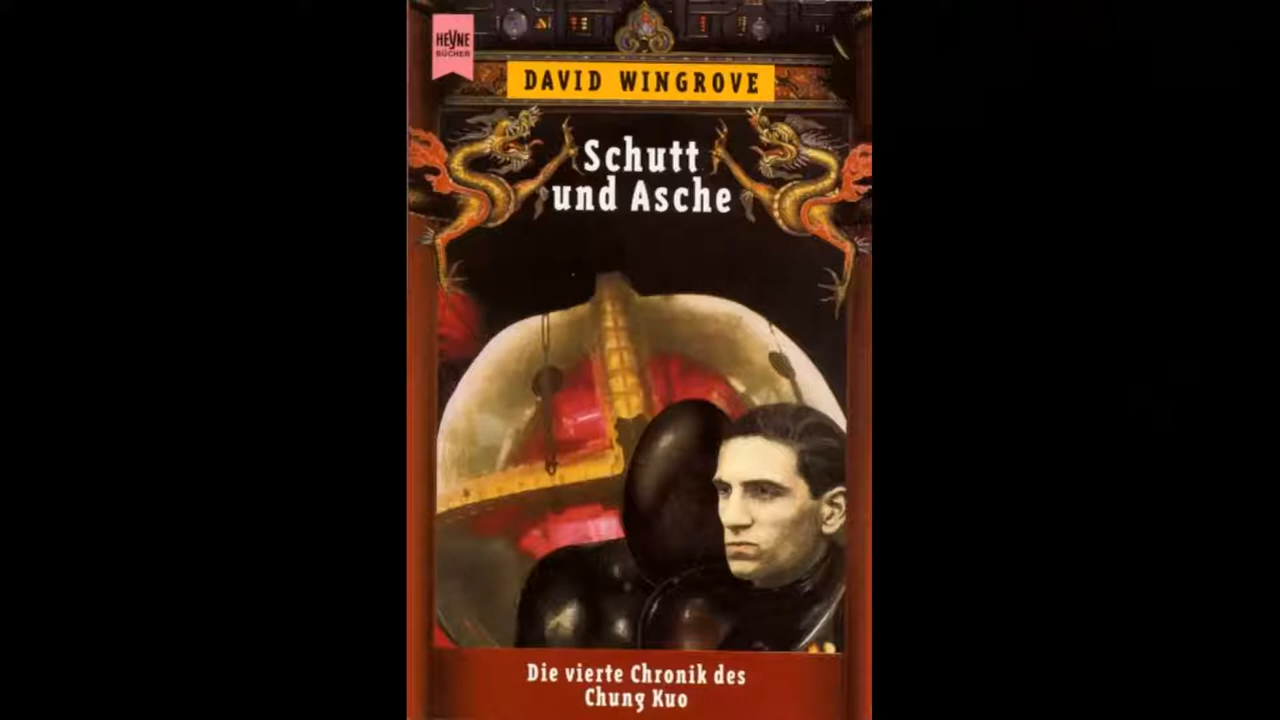 HEYNE
BÜCHER
DAVID WINGROVE
Schutt
und Asche
Die vierte Chronik des
Chung Kuo